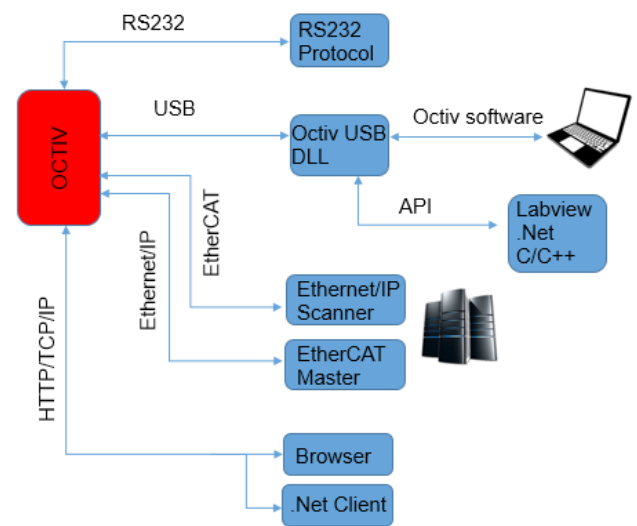 RS232
RS232
Protocol
OCTIV
USB
Octiv USB
DLL
Octiv software
API
Labview
.Net
C/C++
EtherCAT
Ethernet/IP
HTTP/TCP/IP
Ethernet/IP
Scanner
EtherCAT
Master
Browser
.Net Client